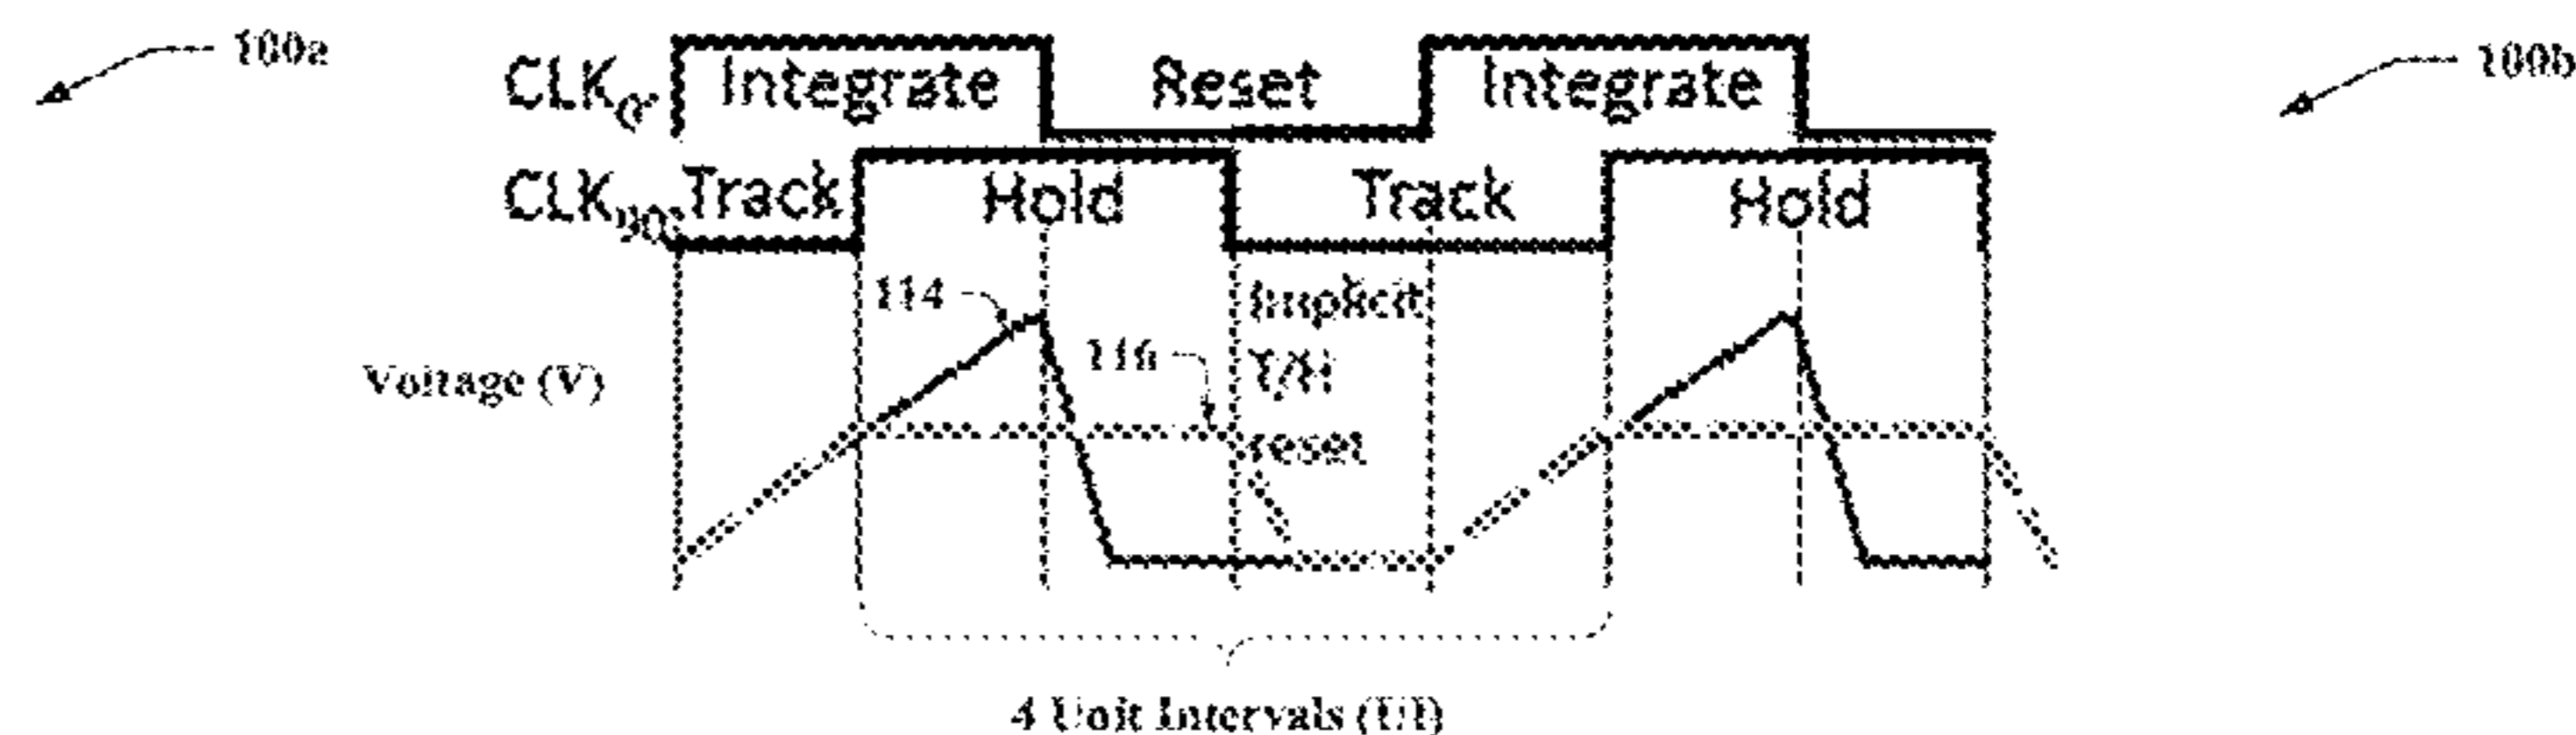 100a
100b
CLK0° Integrate Reset Integrate
CLK90° Track Hold Track Hold
114
Implicit
116
T/H
Voltage (V)
reset
4 Unit Intervals (UI)